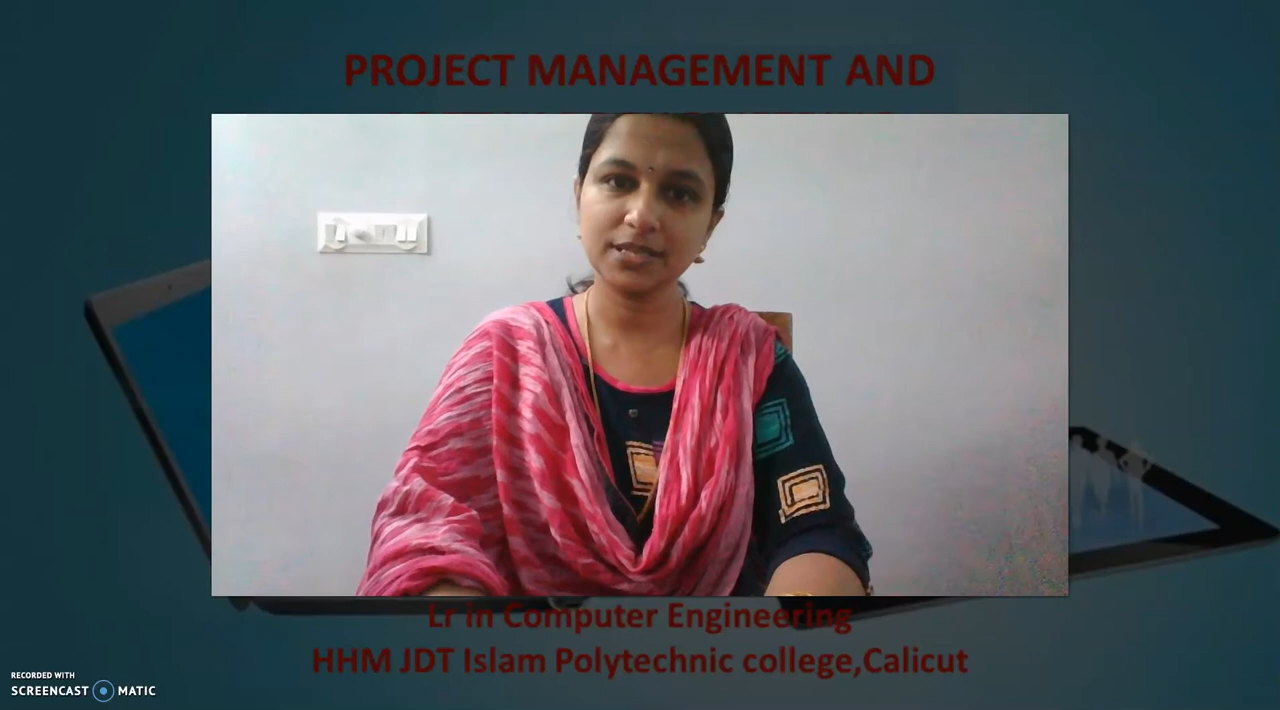 PROJECT MANAGEMENT AND
Lr in Computer Engineering
HHM JDT Islam Polytechnic college,Calicut
RECORDED WITH
SCREENCAST MATIC